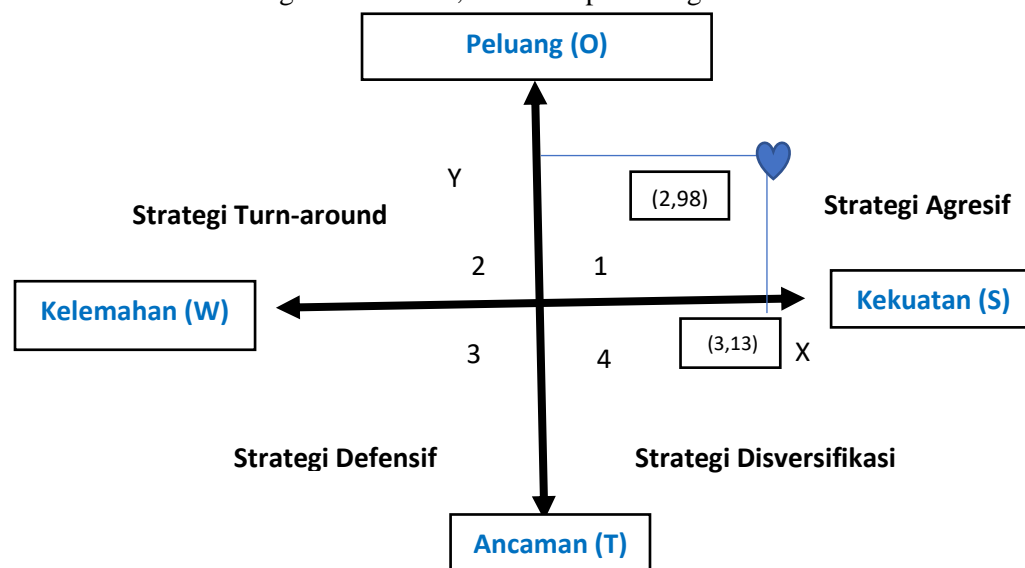 Peluang (O)
Y
(2,98)
Strategi Turn-around
Strategi Agresif
2
1
Kelemahan (W)
Kekuatan (S)
3
4
(3,13)
X
Strategi Defensif
Strategi Disversifikasi
Ancaman (T)